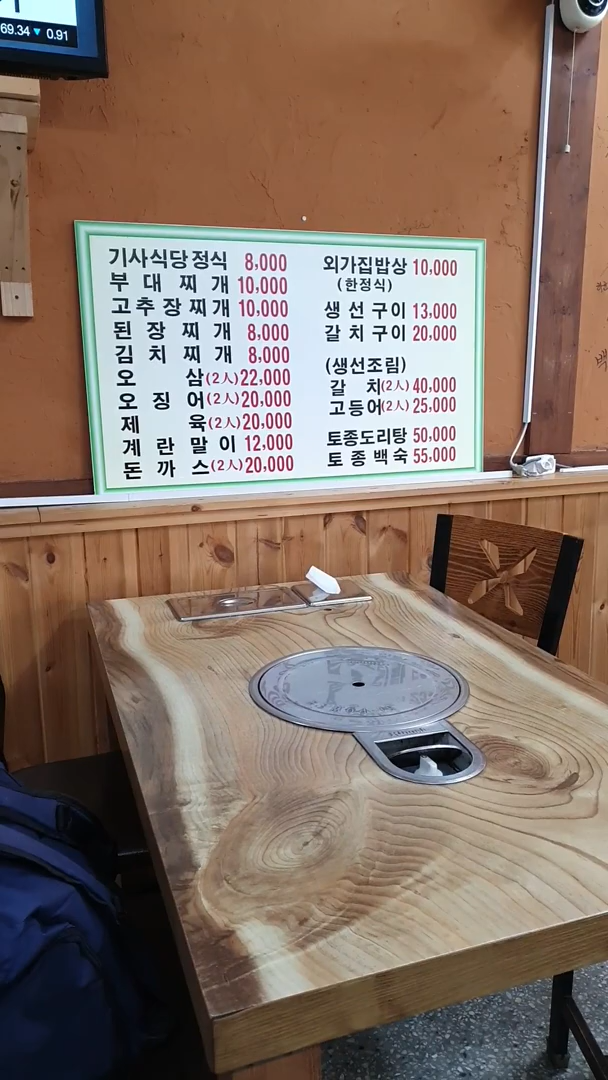 69.34 ▼ 0.91
기사식당정식 8,000
부대찌개 10,000
고추장찌개 10,000
된장찌개 8,000
김치찌개 8,000
오삼(2人) 22,000
오징어(2人) 20,000
제육(2人) 20,000
계란말이 12,000
돈까스(2人) 20,000
외가집밥상 10,000
(한정식)
생선구이 13,000
갈치구이 20,000
(생선조림)
갈치(2人) 40,000
고등어(2人) 25,000
토종도리탕 50,000
토종백숙 55,000